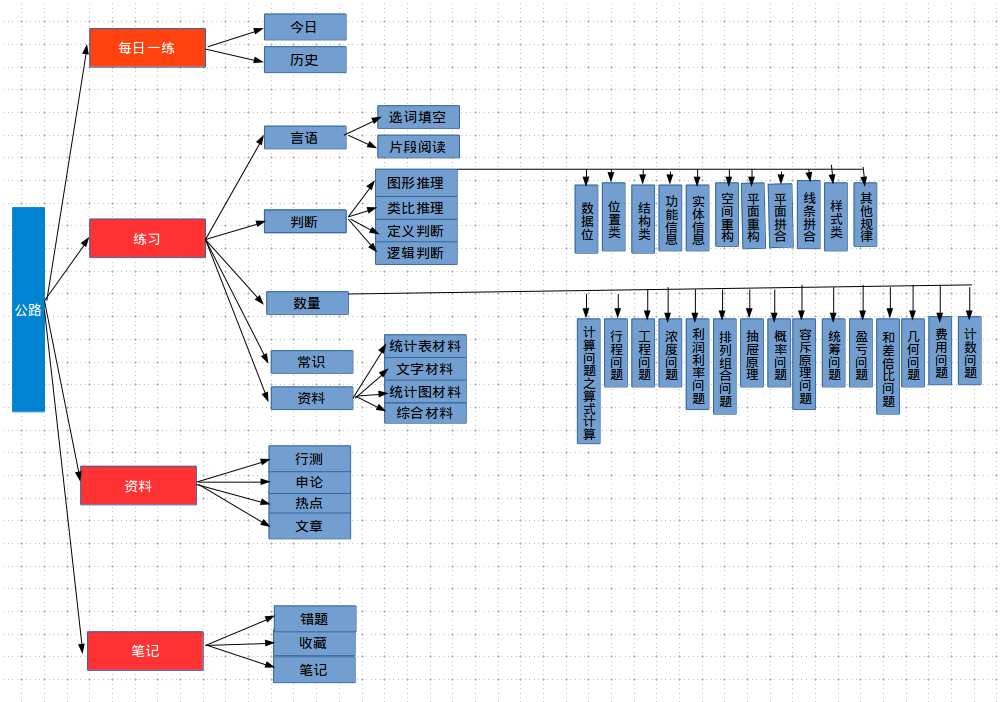 公路
每日一练
今日
历史
练习
言语
选词填空
片段阅读
判断
图形推理
类比推理
定义判断
逻辑判断
数据位
位置类
结构类
功能信息
实体信息
空间重构
平面重构
平面拼合
线条拼合
样式类
其他规律
数量
计算问题之算式计算
行程问题
工程问题
浓度问题
利润利率问题
排列组合问题
抽屉原理
概率问题
容斥原理问题
统筹问题
盈亏问题
和差倍比问题
几何问题
费用问题
计数问题
常识
资料
统计表材料
文字材料
统计图材料
综合材料
资料
行测
申论
热点
文章
笔记
错题
收藏
笔记